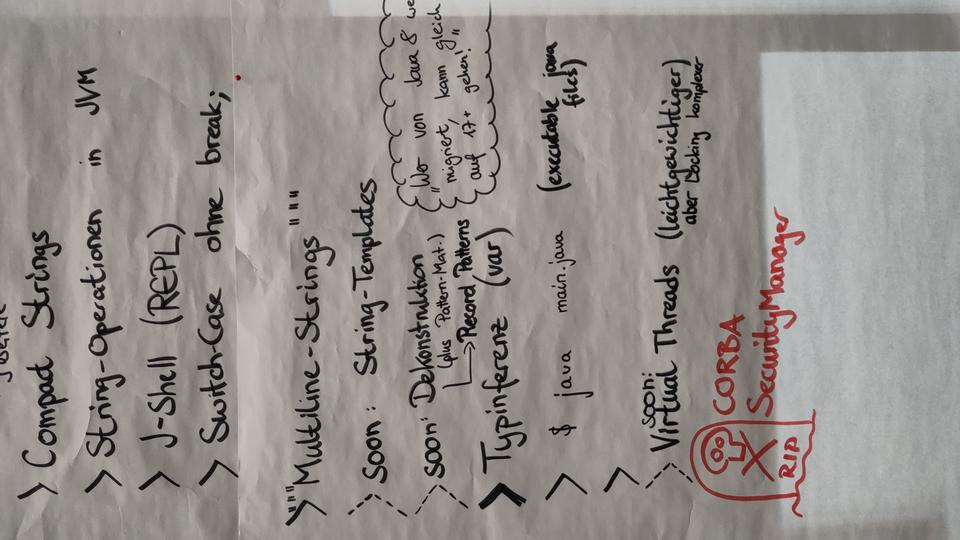 > Compact Strings
> String-Operationen in JVM
> J-Shell (REPL)
> Switch-Case ohne break;
> """Multiline-Strings """
> Soon: String-Templates
> soon: Dekonstruktion
(plus Pattern-Mat.)
Record Patterns
"Wer von Java 8
migriert, kann gleich
auf 17+ gehen!"
> Typinferenz (var)
> $ java main.java (executable java
files)
>
soon:
> Virtual Threads (leichtgewichtiger)
aber Locking komplexer
CORBA
SecurityManager
RIP